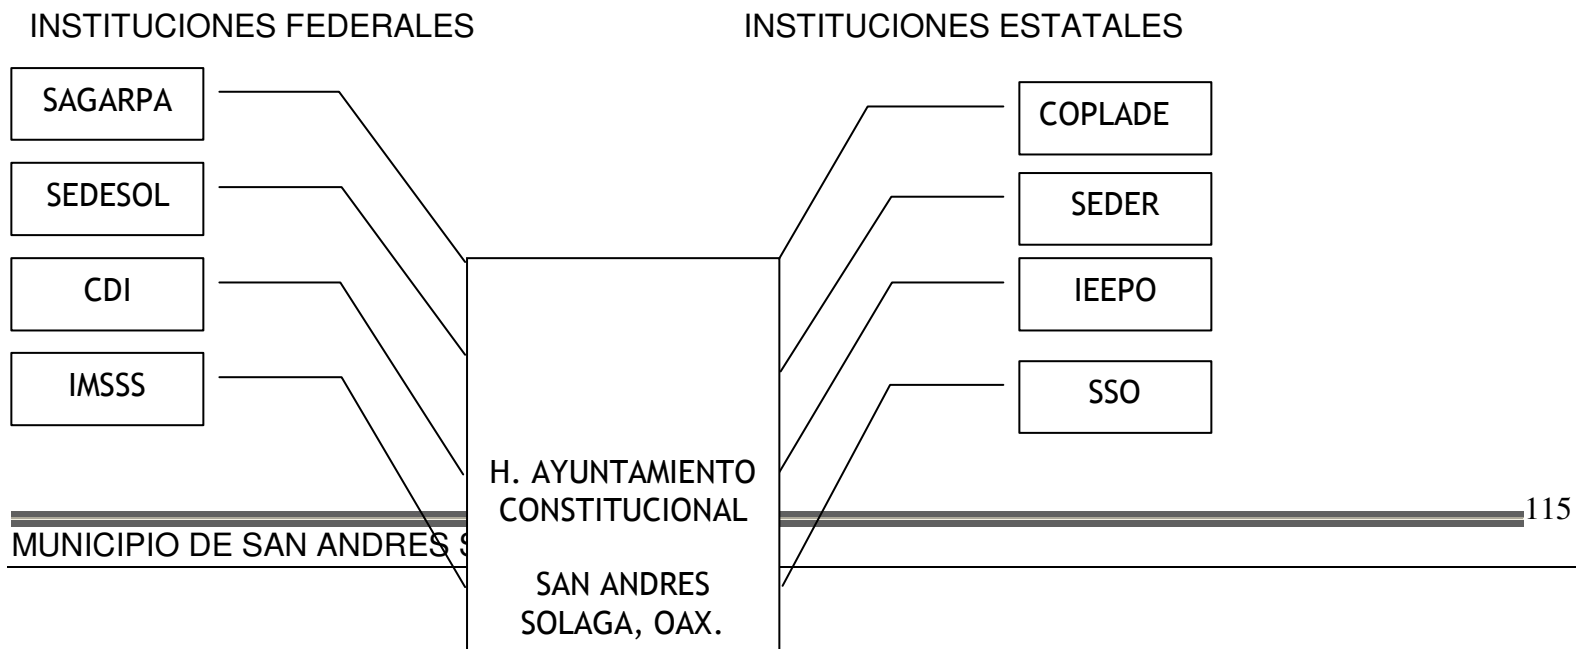 INSTITUCIONES FEDERALES
INSTITUCIONES ESTATALES
SAGARPA
SEDESOL
CDI
IMSSS
COPLADE
SEDER
IEEPO
SSO
H. AYUNTAMIENTO
CONSTITUCIONAL
SAN ANDRES
SOLAGA, OAX.
115
MUNICIPIO DE SAN ANDRES